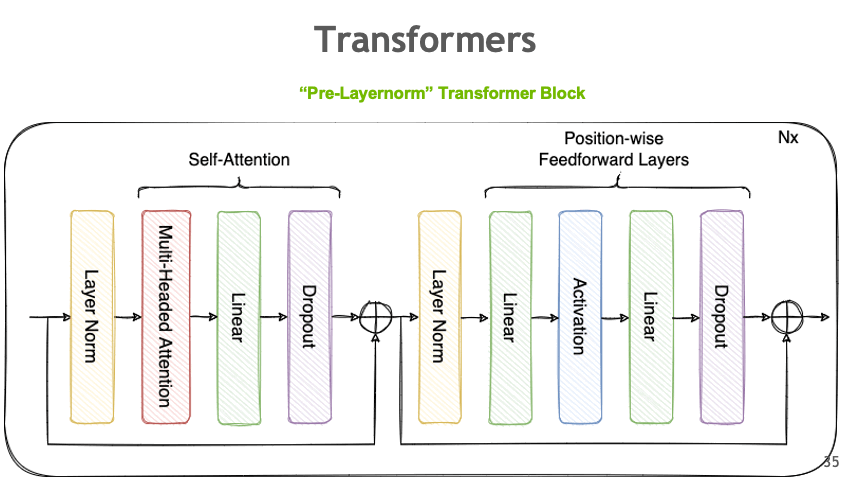 Transformers
“Pre-Layernorm” Transformer Block
Nx
Self-Attention
Position-wise
Feedforward Layers
Layer Norm
Multi-Headed Attention
Linear
Dropout
Layer Norm
Linear
Activation
Linear
Dropout
35